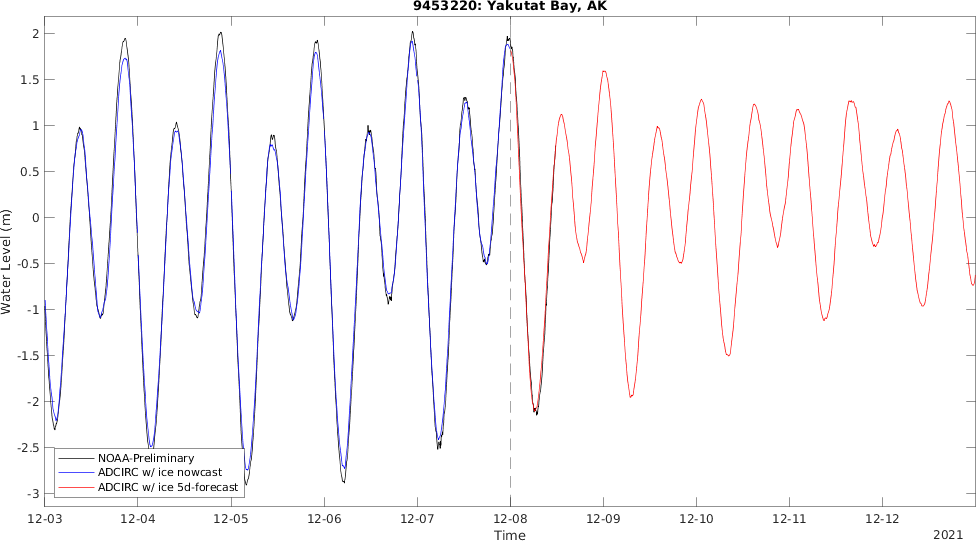 9453220: Yakutat Bay, AK
Water Level (m)
2
1.5
1
0.5
0
-0.5
-1
-1.5
-2
-2.5
-3
NOAA-Preliminary
ADCIRC w/ ice nowcast
ADCIRC w/ ice 5d-forecast
12-03 12-04 12-05 12-06 12-07 12-08 12-09 12-10 12-11 12-12
Time
2021